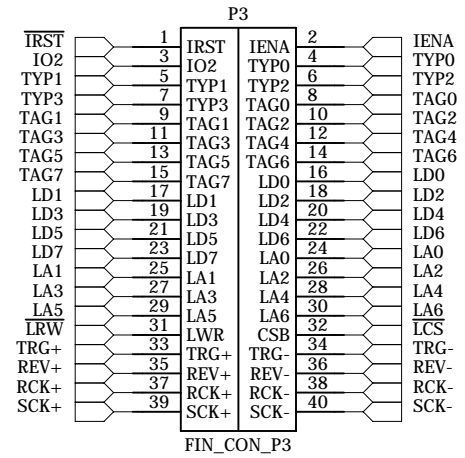 P3
I̅R̅S̅T̅ 1 IRST IENA 2 IENA
IO2 3 IO2 TYP0 4 TYP0
TYP1 5 TYP1 TYP2 6 TYP2
TYP3 7 TYP3 TAG0 8 TAG0
TAG1 9 TAG1 TAG2 10 TAG2
TAG3 11 TAG3 TAG4 12 TAG4
TAG5 13 TAG5 TAG6 14 TAG6
TAG7 15 TAG7 LD0 16 LD0
LD1 17 LD1 LD2 18 LD2
LD3 19 LD3 LD4 20 LD4
LD5 21 LD5 LD6 22 LD6
LD7 23 LD7 LA0 24 LA0
LA1 25 LA1 LA2 26 LA2
LA3 27 LA3 LA4 28 LA4
LA5 29 LA5 LA6 30 LA6
L̅R̅W̅ 31 LWR CSB 32 L̅C̅S̅
TRG+ 33 TRG+ TRG- 34 TRG-
REV+ 35 REV+ REV- 36 REV-
RCK+ 37 RCK+ RCK- 38 RCK-
SCK+ 39 SCK+ SCK- 40 SCK-
FIN_CON_P3